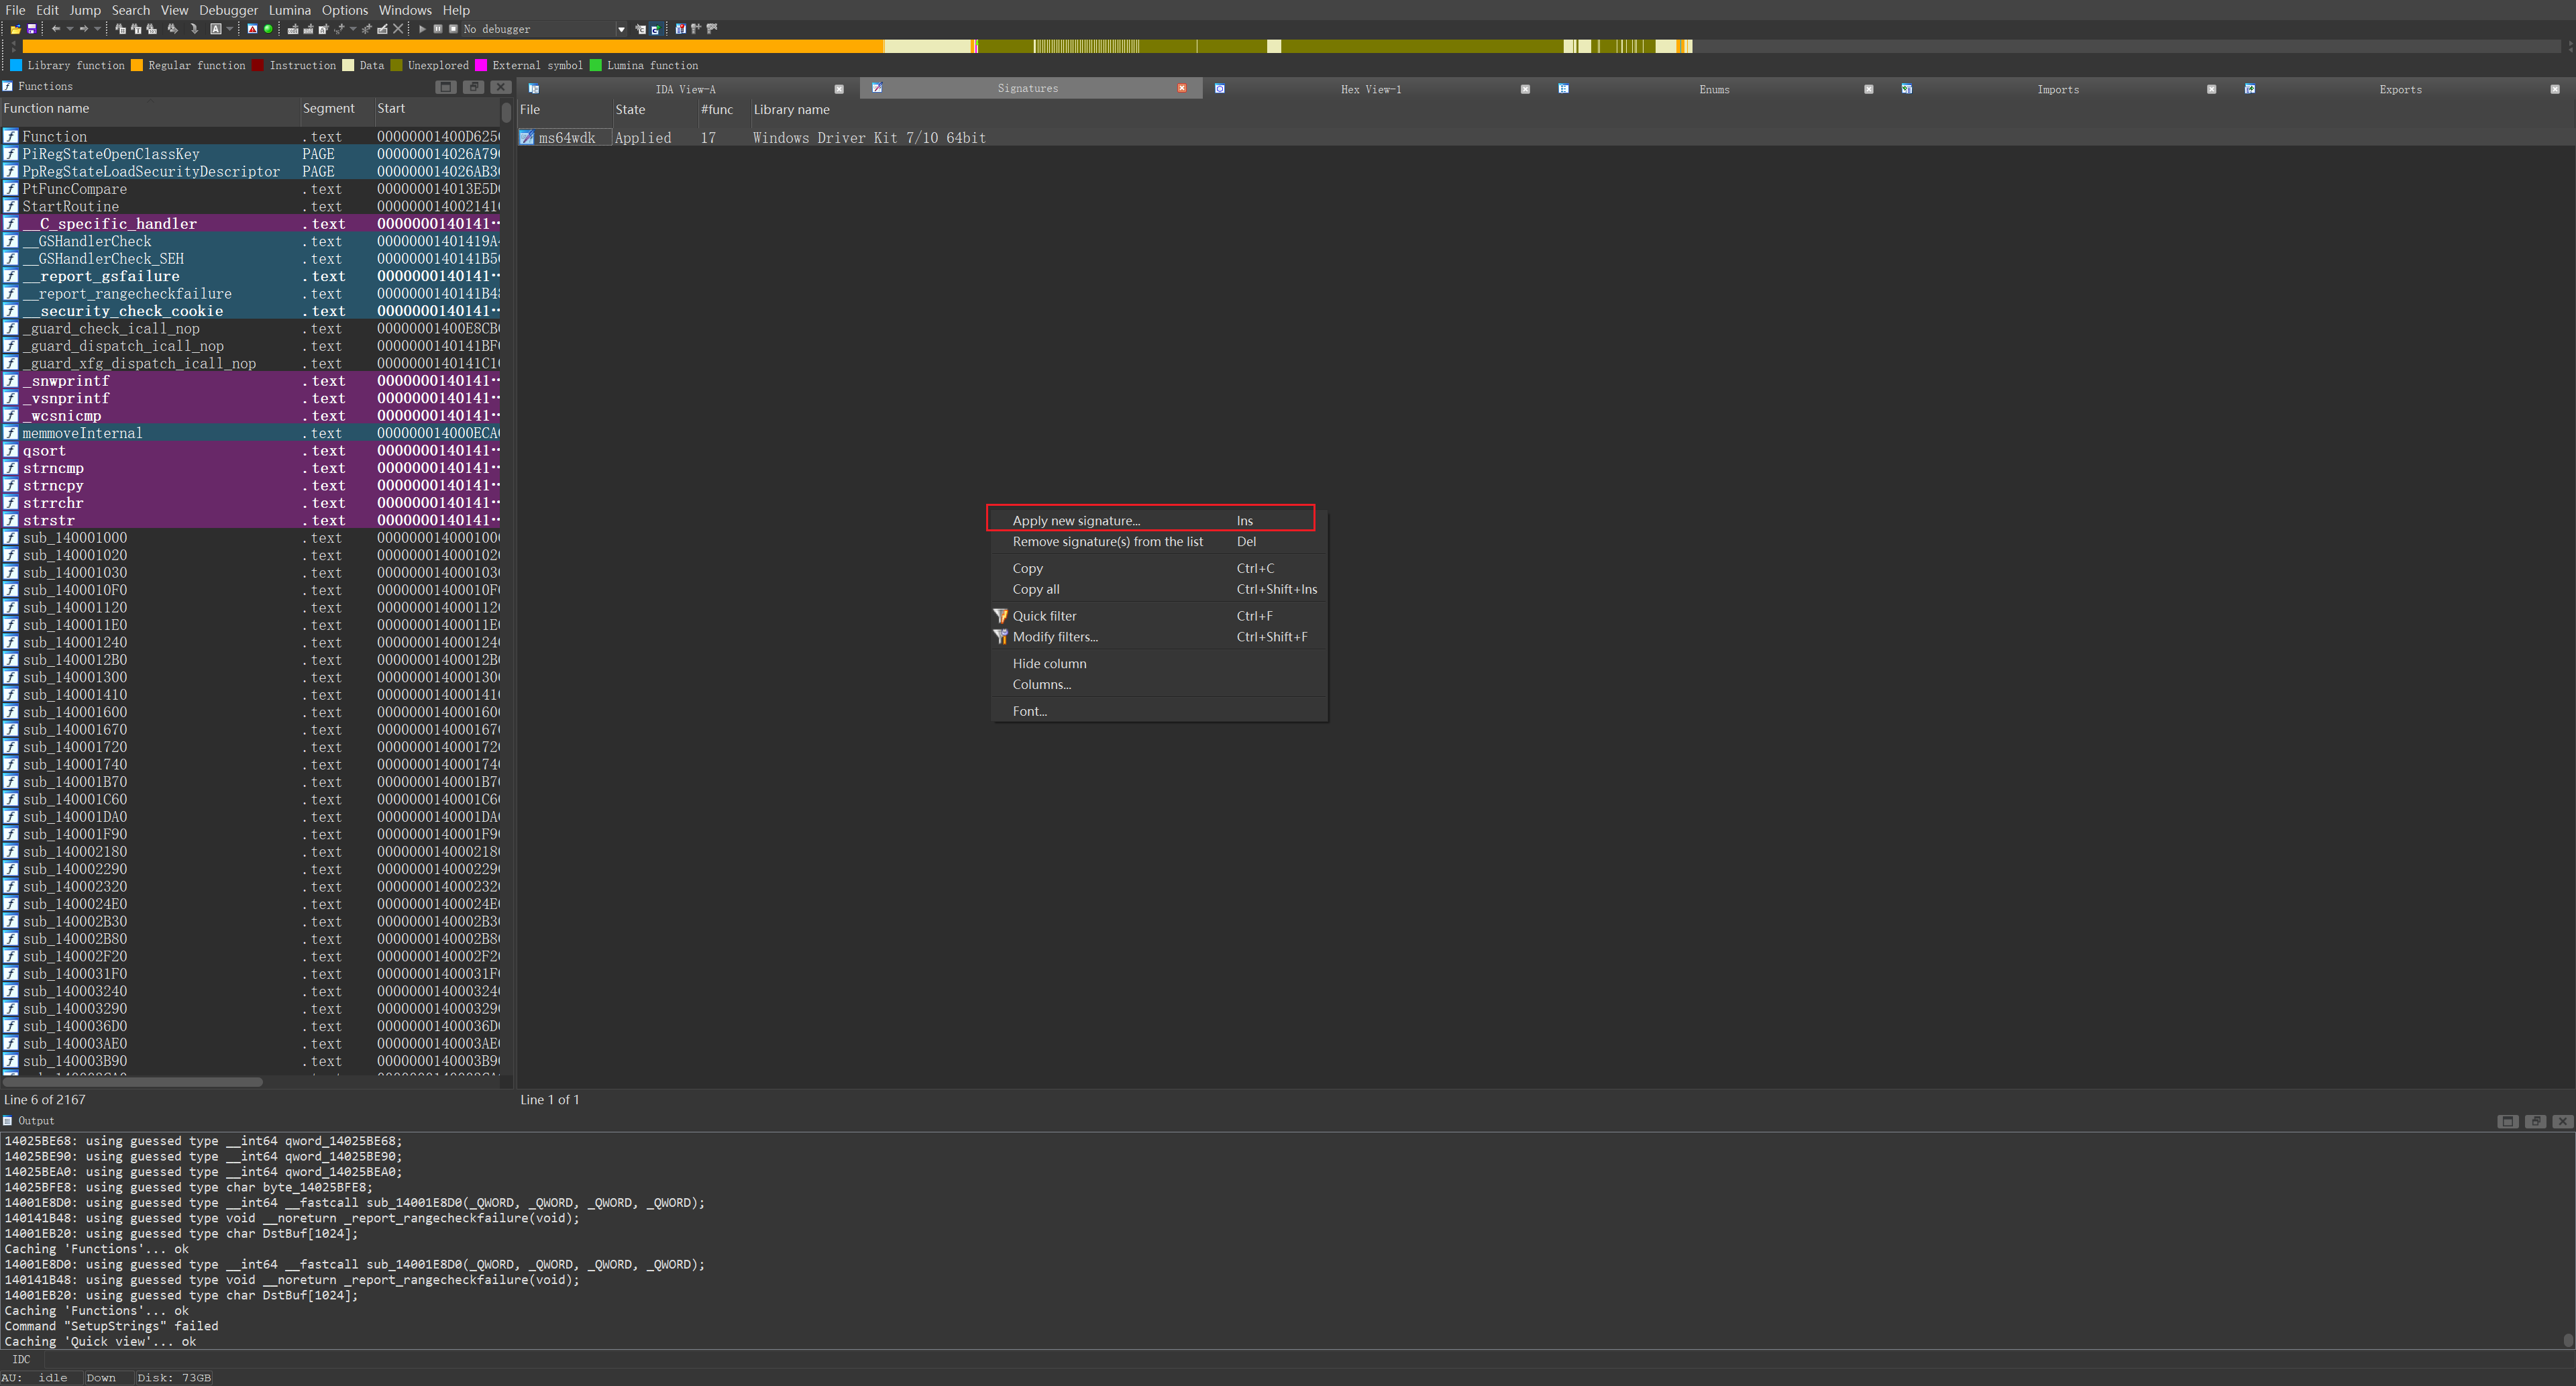 File Edit Jump Search View Debugger Lumina Options Windows Help
No debugger
Library function Regular function Instruction Data Unexplored External symbol Lumina function
Functions
IDA View-A Signatures Hex View-1 Enums Imports Exports
Function name Segment Start
File State #func Library name
ms64wdk Applied 17 Windows Driver Kit 7/10 64bit
Function .text 00000001400D625
PiRegStateOpenClassKey PAGE 000000014026A79
PpRegStateLoadSecurityDescriptor PAGE 000000014026AB3
PtFuncCompare .text 000000014013E5D
StartRoutine .text 000000014002141
__C_specific_handler .text 0000000140141…
__GSHandlerCheck .text 00000001401419A
__GSHandlerCheck_SEH .text 0000000140141B5
__report_gsfailure .text 0000000140141…
__report_rangecheckfailure .text 0000000140141B4
__security_check_cookie .text 0000000140141…
_guard_check_icall_nop .text 00000001400E8CB
_guard_dispatch_icall_nop .text 0000000140141BF
_guard_xfg_dispatch_icall_nop .text 0000000140141C1
_snwprintf .text 0000000140141…
_vsnprintf .text 0000000140141…
_wcsnicmp .text 0000000140141…
memmoveInternal .text 000000014000ECA
qsort .text 0000000140141…
strncmp .text 0000000140141…
strncpy .text 0000000140141…
strrchr .text 0000000140141…
strstr .text 0000000140141…
sub_140001000 .text 000000014000100
sub_140001020 .text 000000014000102
sub_140001030 .text 000000014000103
sub_1400010F0 .text 00000001400010F
sub_140001120 .text 000000014000112
sub_1400011E0 .text 00000001400011E
sub_140001240 .text 000000014000124
sub_1400012B0 .text 00000001400012B
sub_140001300 .text 000000014000130
sub_140001410 .text 000000014000141
sub_140001600 .text 000000014000160
sub_140001670 .text 000000014000167
sub_140001720 .text 000000014000172
sub_140001740 .text 000000014000174
sub_140001B70 .text 0000000140001B7
sub_140001C60 .text 0000000140001C6
sub_140001DA0 .text 0000000140001DA
sub_140001F90 .text 0000000140001F9
sub_140002180 .text 000000014000218
sub_140002290 .text 000000014000229
sub_140002320 .text 000000014000232
sub_1400024E0 .text 00000001400024E
sub_140002B30 .text 0000000140002B3
sub_140002B80 .text 0000000140002B8
sub_140002F20 .text 0000000140002F2
sub_1400031F0 .text 00000001400031F
sub_140003240 .text 000000014000324
sub_140003290 .text 000000014000329
sub_1400036D0 .text 00000001400036D
sub_140003AE0 .text 0000000140003AE
sub_140003B90 .text 0000000140003B9
Apply new signature... Ins
Remove signature(s) from the list Del
Copy Ctrl+C
Copy all Ctrl+Shift+Ins
Quick filter Ctrl+F
Modify filters... Ctrl+Shift+F
Hide column
Columns...
Font...
Line 6 of 2167
Line 1 of 1
Output
14025BE68: using guessed type __int64 qword_14025BE68;
14025BE90: using guessed type __int64 qword_14025BE90;
14025BEA0: using guessed type __int64 qword_14025BEA0;
14025BFE8: using guessed type char byte_14025BFE8;
14001E8D0: using guessed type __int64 __fastcall sub_14001E8D0(_QWORD, _QWORD, _QWORD, _QWORD);
140141B48: using guessed type void __noreturn _report_rangecheckfailure(void);
14001EB20: using guessed type char DstBuf[1024];
Caching 'Functions'... ok
14001E8D0: using guessed type __int64 __fastcall sub_14001E8D0(_QWORD, _QWORD, _QWORD, _QWORD);
140141B48: using guessed type void __noreturn _report_rangecheckfailure(void);
14001EB20: using guessed type char DstBuf[1024];
Caching 'Functions'... ok
Command "SetupStrings" failed
Caching 'Quick view'... ok
IDC
AU: idle Down Disk: 73GB